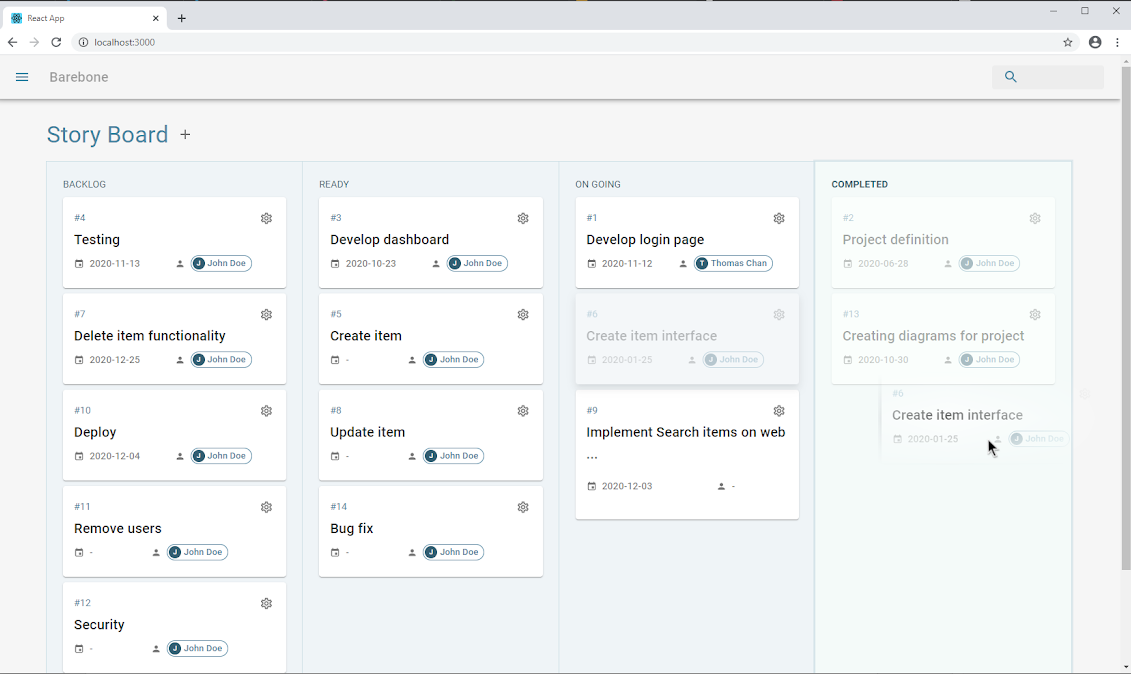 React App
localhost:3000
Barebone
Story Board +
BACKLOG
#4
Testing
2020-11-13 J John Doe
#7
Delete item functionality
2020-12-25 J John Doe
#10
Deploy
2020-12-04 J John Doe
#11
Remove users
- J John Doe
#12
Security
- J John Doe
READY
#3
Develop dashboard
2020-10-23 J John Doe
#5
Create item
- J John Doe
#8
Update item
- J John Doe
#14
Bug fix
- J John Doe
ON GOING
#1
Develop login page
2020-11-12 T Thomas Chan
#6
Create item interface
2020-01-25 J John Doe
#9
Implement Search items on web
...
2020-12-03 -
COMPLETED
#2
Project definition
2020-06-28 J John Doe
#13
Creating diagrams for project
2020-10-30 J John Doe
#6
Create item interface
2020-01-25 J John Doe